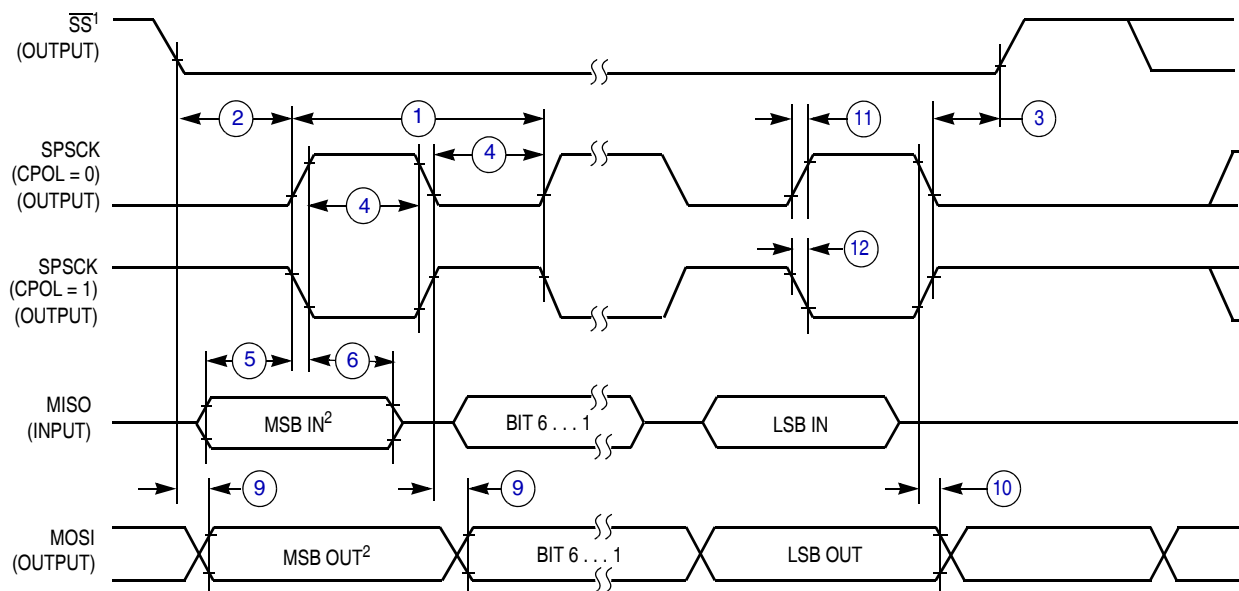 SS¹
(OUTPUT)
2
1
11
3
SPSCK
(CPOL = 0)
(OUTPUT)
4
4
SPSCK
(CPOL = 1)
(OUTPUT)
12
5
6
MISO
(INPUT)
MSB IN²
BIT 6 . . . 1
LSB IN
9
9
10
MOSI
(OUTPUT)
MSB OUT²
BIT 6 . . . 1
LSB OUT